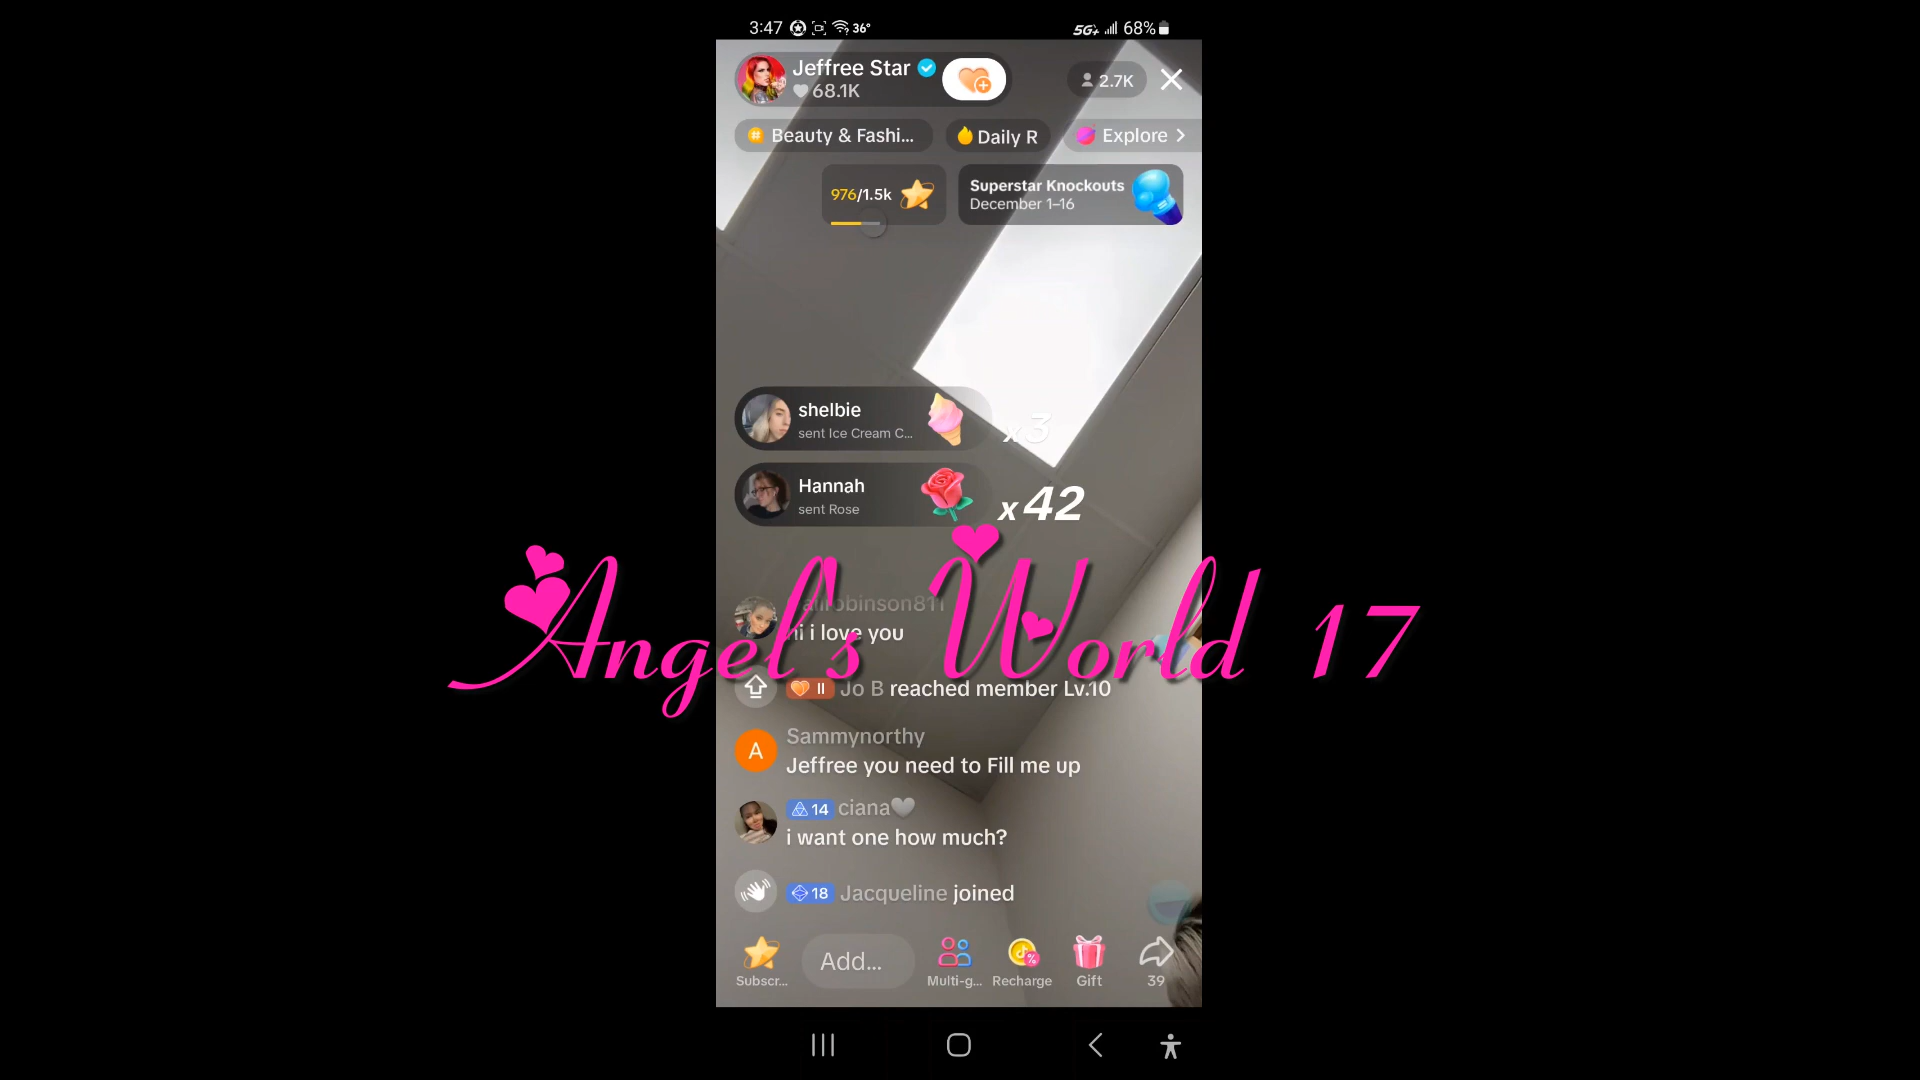 3:47 36° 5G+ 68%
Jeffree Star
68.1K
2.7K
Beauty & Fashi...
Daily R
Explore >
976/1.5k
Superstar Knockouts
December 1-16
shelbie
sent Ice Cream C...
x3
Hannah
sent Rose
x42
hi i love you
Angel's World 17
II Jo B reached member Lv.10
Sammynorthy
A
Jeffree you need to Fill me up
14 ciana🤍
i want one how much?
18 Jacqueline joined
Add...
Subscr...
Multi-g...
Recharge
Gift
39